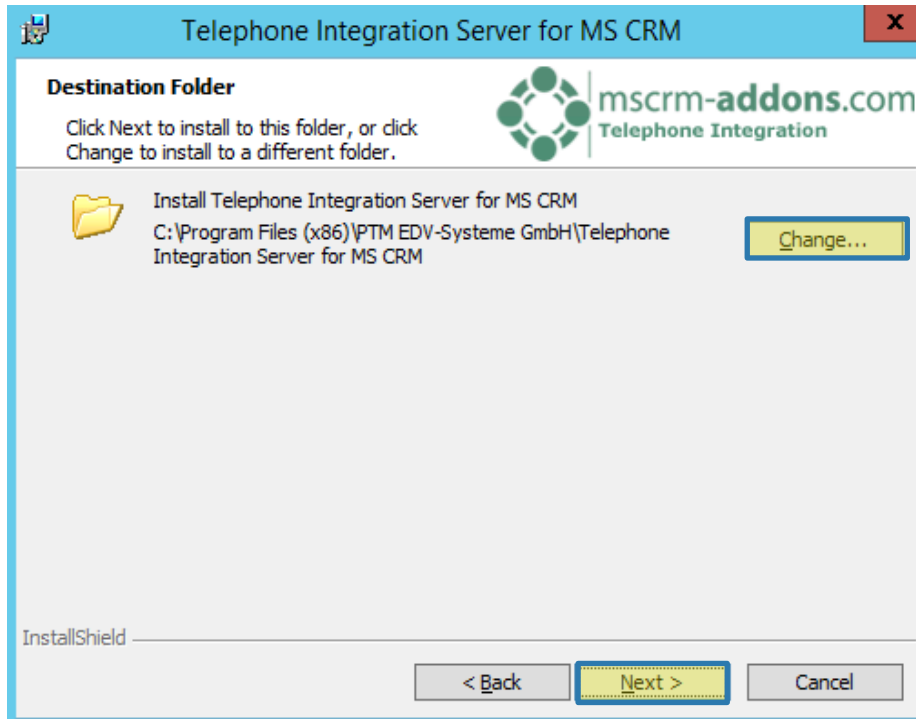 Telephone Integration Server for MS CRM
x
Destination Folder
Click Next to install to this folder, or click
Change to install to a different folder.
mscrm-addons.com
Telephone Integration
Install Telephone Integration Server for MS CRM
C:\Program Files (x86)\PTM EDV-Systeme GmbH\Telephone
Integration Server for MS CRM
Change...
InstallShield
< Back
Next >
Cancel